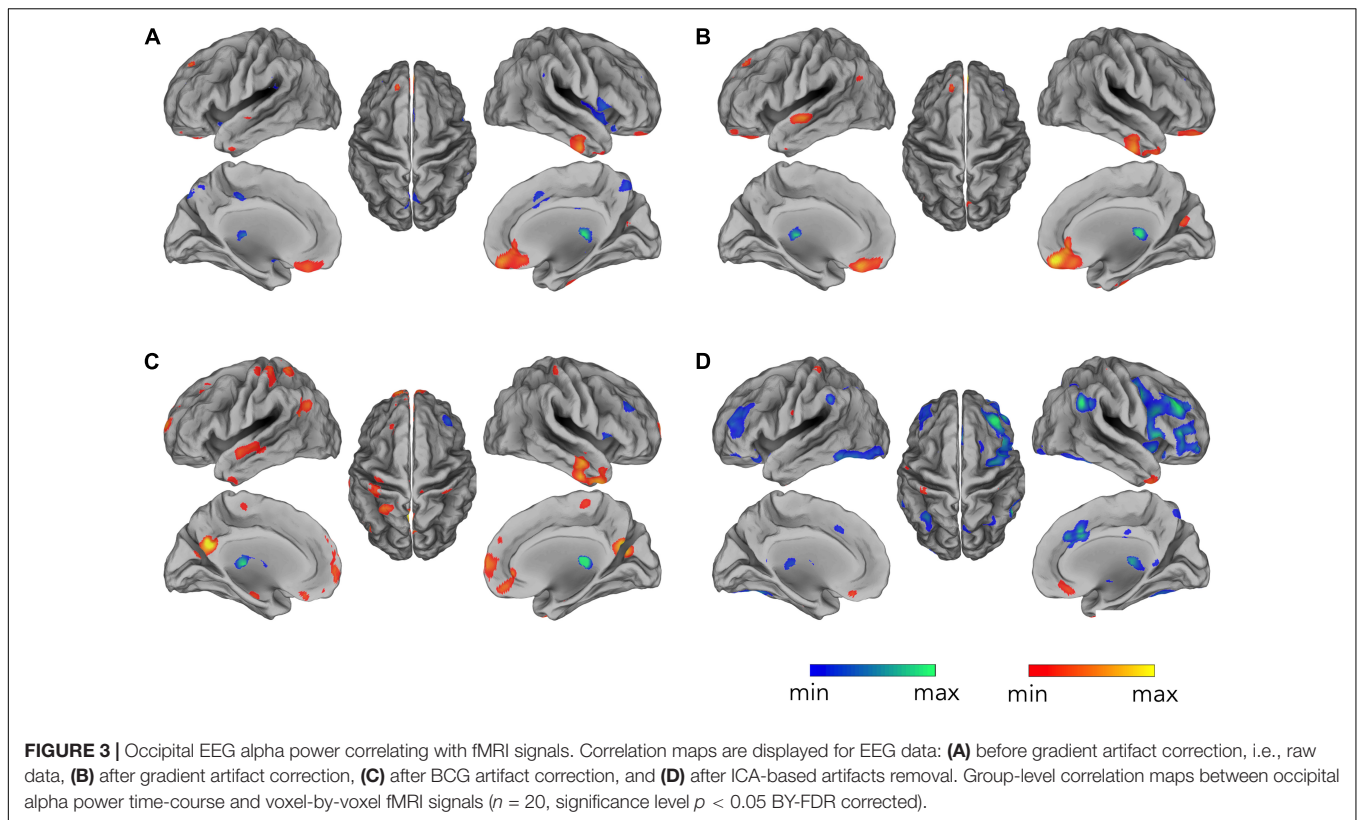 A
B
C
D
min max min max
FIGURE 3 | Occipital EEG alpha power correlating with fMRI signals. Correlation maps are displayed for EEG data: (A) before gradient artifact correction, i.e., raw
data, (B) after gradient artifact correction, (C) after BCG artifact correction, and (D) after ICA-based artifacts removal. Group-level correlation maps between occipital
alpha power time-course and voxel-by-voxel fMRI signals (n = 20, significance level p < 0.05 BY-FDR corrected).